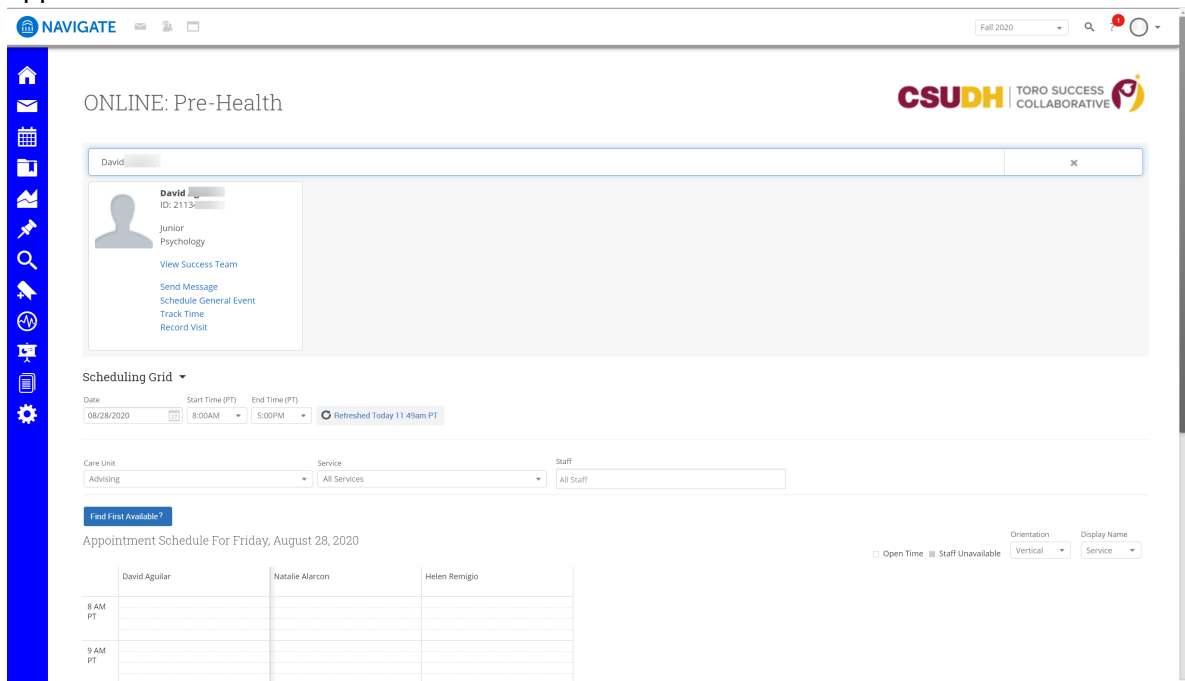 NAVIGATE
Fall 2020
1
?
ONLINE: Pre-Health
CSUDH TORO SUCCESS
COLLABORATIVE
David
David
ID: 2113
Junior
Psychology
View Success Team
Send Message
Schedule General Event
Track Time
Record Visit
Scheduling Grid
Date Start Time (PT) End Time (PT)
08/28/2020 8:00AM 5:00PM Refreshed Today 11:49am PT
Care Unit Service Staff
Advising All Services All Staff
Find First Available?
Orientation Display Name
Appointment Schedule For Friday, August 28, 2020
Open Time Staff Unavailable Vertical Service
David Aguilar Natalie Alarcon Helen Remigio
8 AM
PT
9 AM
PT